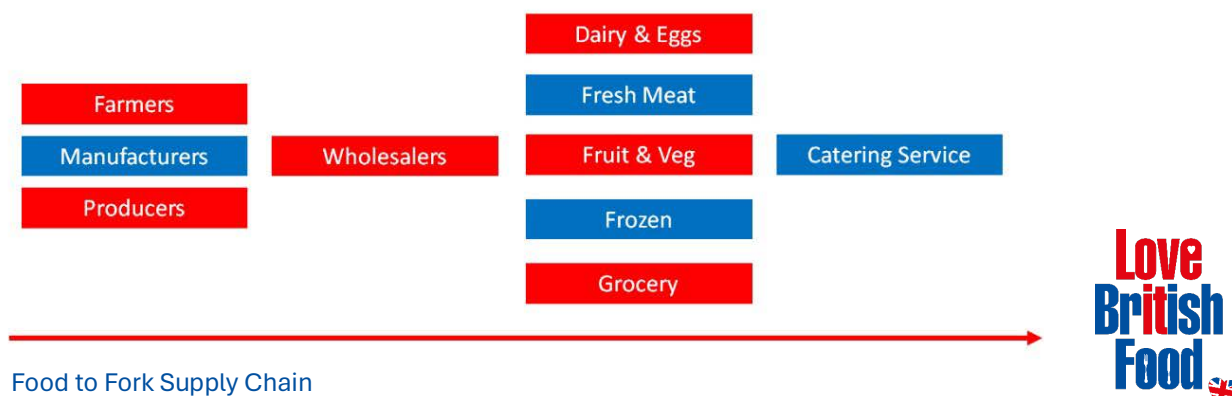 Farmers
Manufacturers
Producers
Wholesalers
Dairy & Eggs
Fresh Meat
Fruit & Veg
Frozen
Grocery
Catering Service
Food to Fork Supply Chain
Love
British
Food